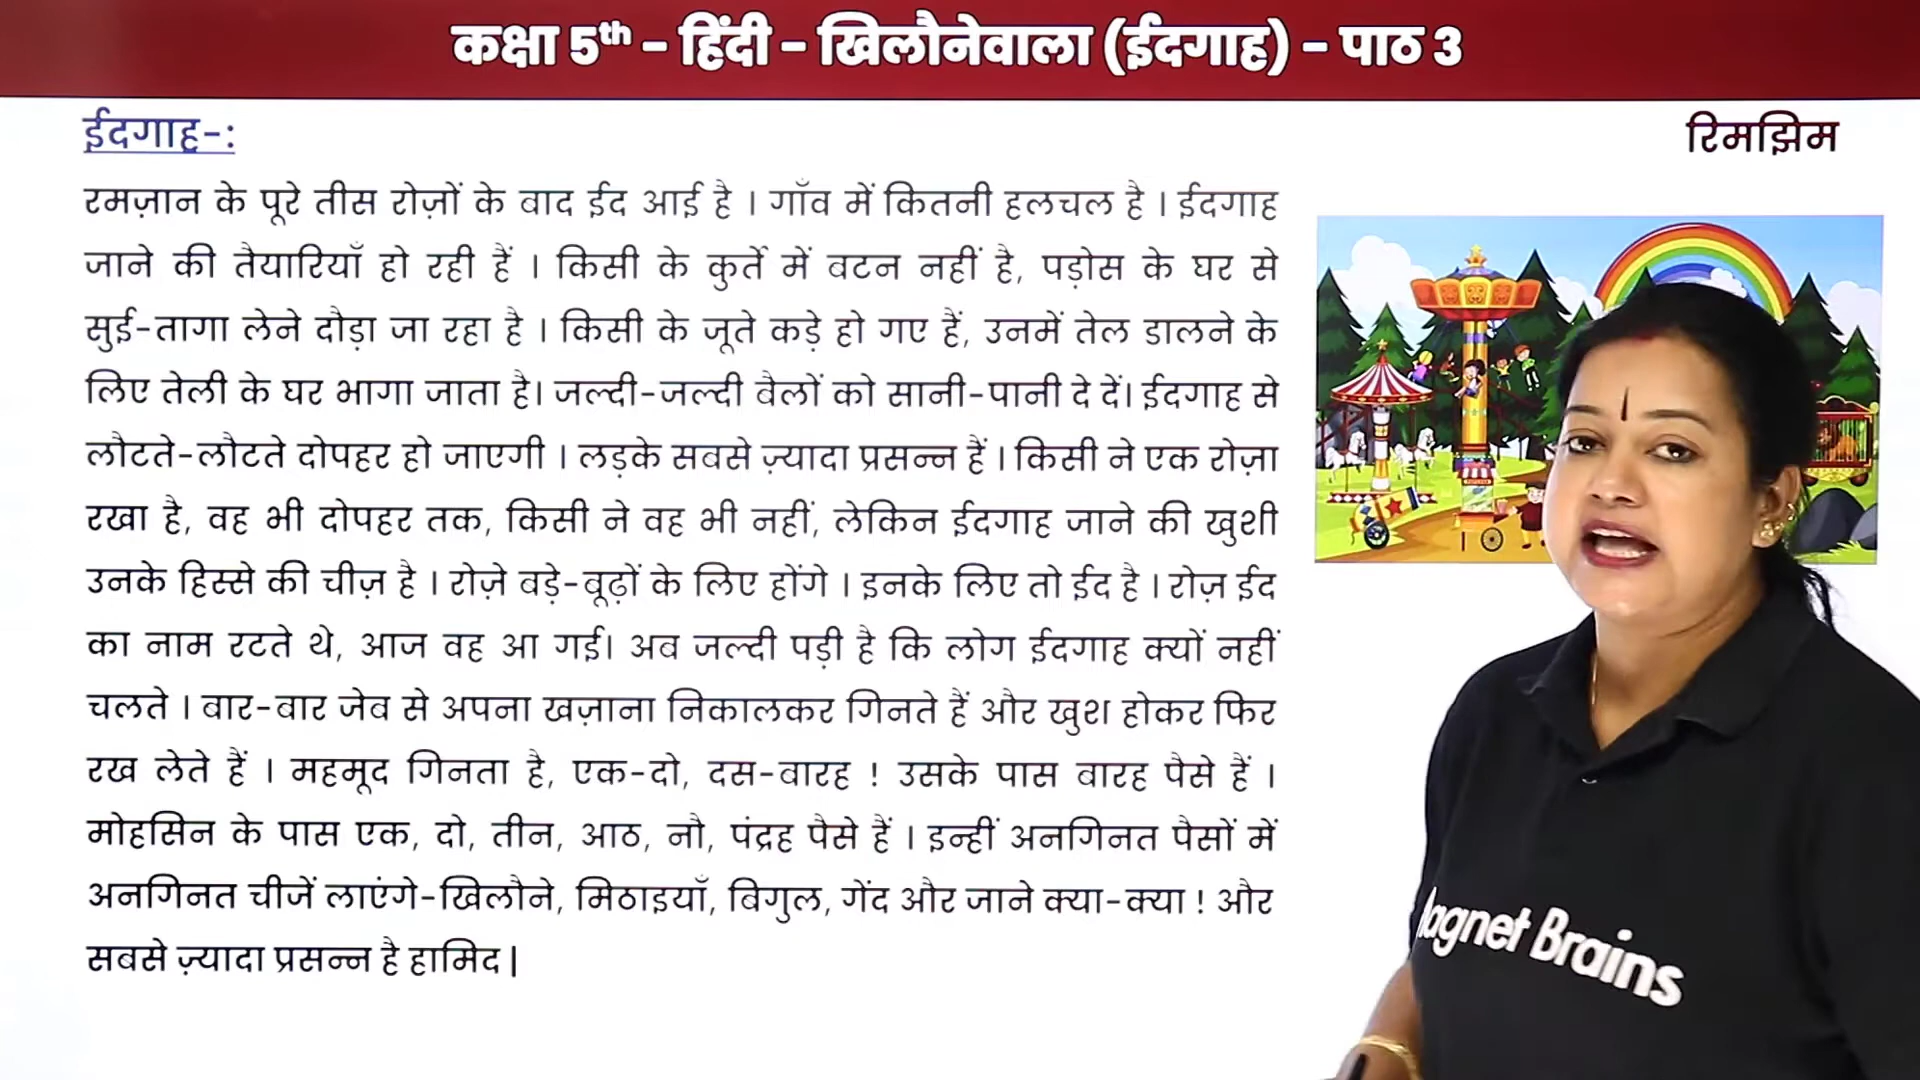 कक्षा 5th - हिंदी - खिलौनेवाला (ईदगाह) - पाठ 3
ईदगाह-:
रिमझिम
रमज़ान के पूरे तीस रोज़ों के बाद ईद आई है । गाँव में कितनी हलचल है । ईदगाह
जाने की तैयारियाँ हो रही हैं । किसी के कुर्ते में बटन नहीं है, पड़ोस के घर से
सुई-तागा लेने दौड़ा जा रहा है । किसी के जूते कड़े हो गए हैं, उनमें तेल डालने के
लिए तेली के घर भागा जाता है। जल्दी-जल्दी बैलों को सानी-पानी दे दें। ईदगाह से
लौटते-लौटते दोपहर हो जाएगी । लड़के सबसे ज़्यादा प्रसन्न हैं । किसी ने एक रोज़ा
रखा है, वह भी दोपहर तक, किसी ने वह भी नहीं, लेकिन ईदगाह जाने की खुशी
उनके हिस्से की चीज़ है । रोज़े बड़े-बूढ़ों के लिए होंगे । इनके लिए तो ईद है । रोज़ ईद
का नाम रटते थे, आज वह आ गई। अब जल्दी पड़ी है कि लोग ईदगाह क्यों नहीं
चलते । बार-बार जेब से अपना खज़ाना निकालकर गिनते हैं और खुश होकर फिर
रख लेते हैं । महमूद गिनता है, एक-दो, दस-बारह ! उसके पास बारह पैसे हैं ।
मोहसिन के पास एक, दो, तीन, आठ, नौ, पंद्रह पैसे हैं । इन्हीं अनगिनत पैसों में
अनगिनत चीजें लाएंगे-खिलौने, मिठाइयाँ, बिगुल, गेंद और जाने क्या-क्या ! और
सबसे ज़्यादा प्रसन्न है हामिद |
agnet Brains